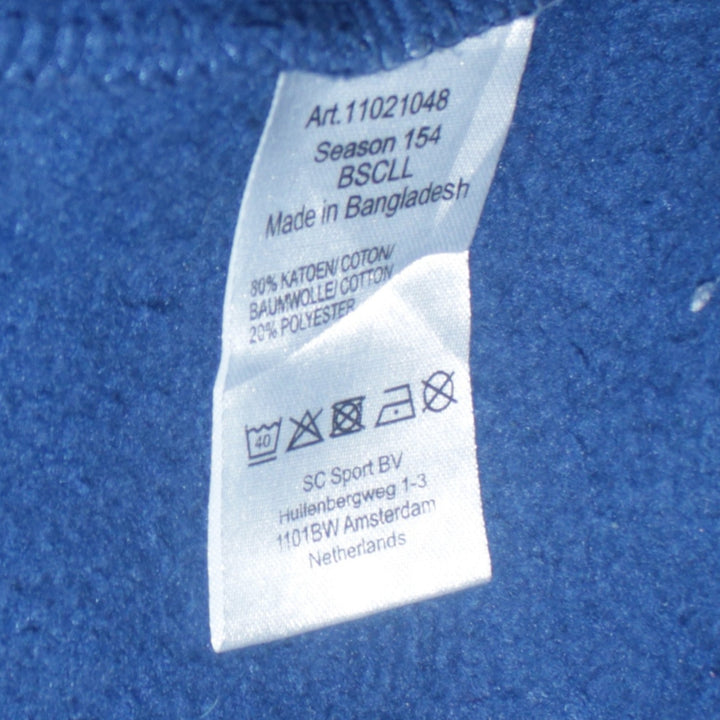 Art.11021048
Season 154
BSCLL
Made in Bangladesh
80% KATOEN/ COTON/
BAUMWOLLE/ COTTON
20% POLYESTER
40
SC Sport BV
Hullenbergweg 1-3
1101BW Amsterdam
Netherlands